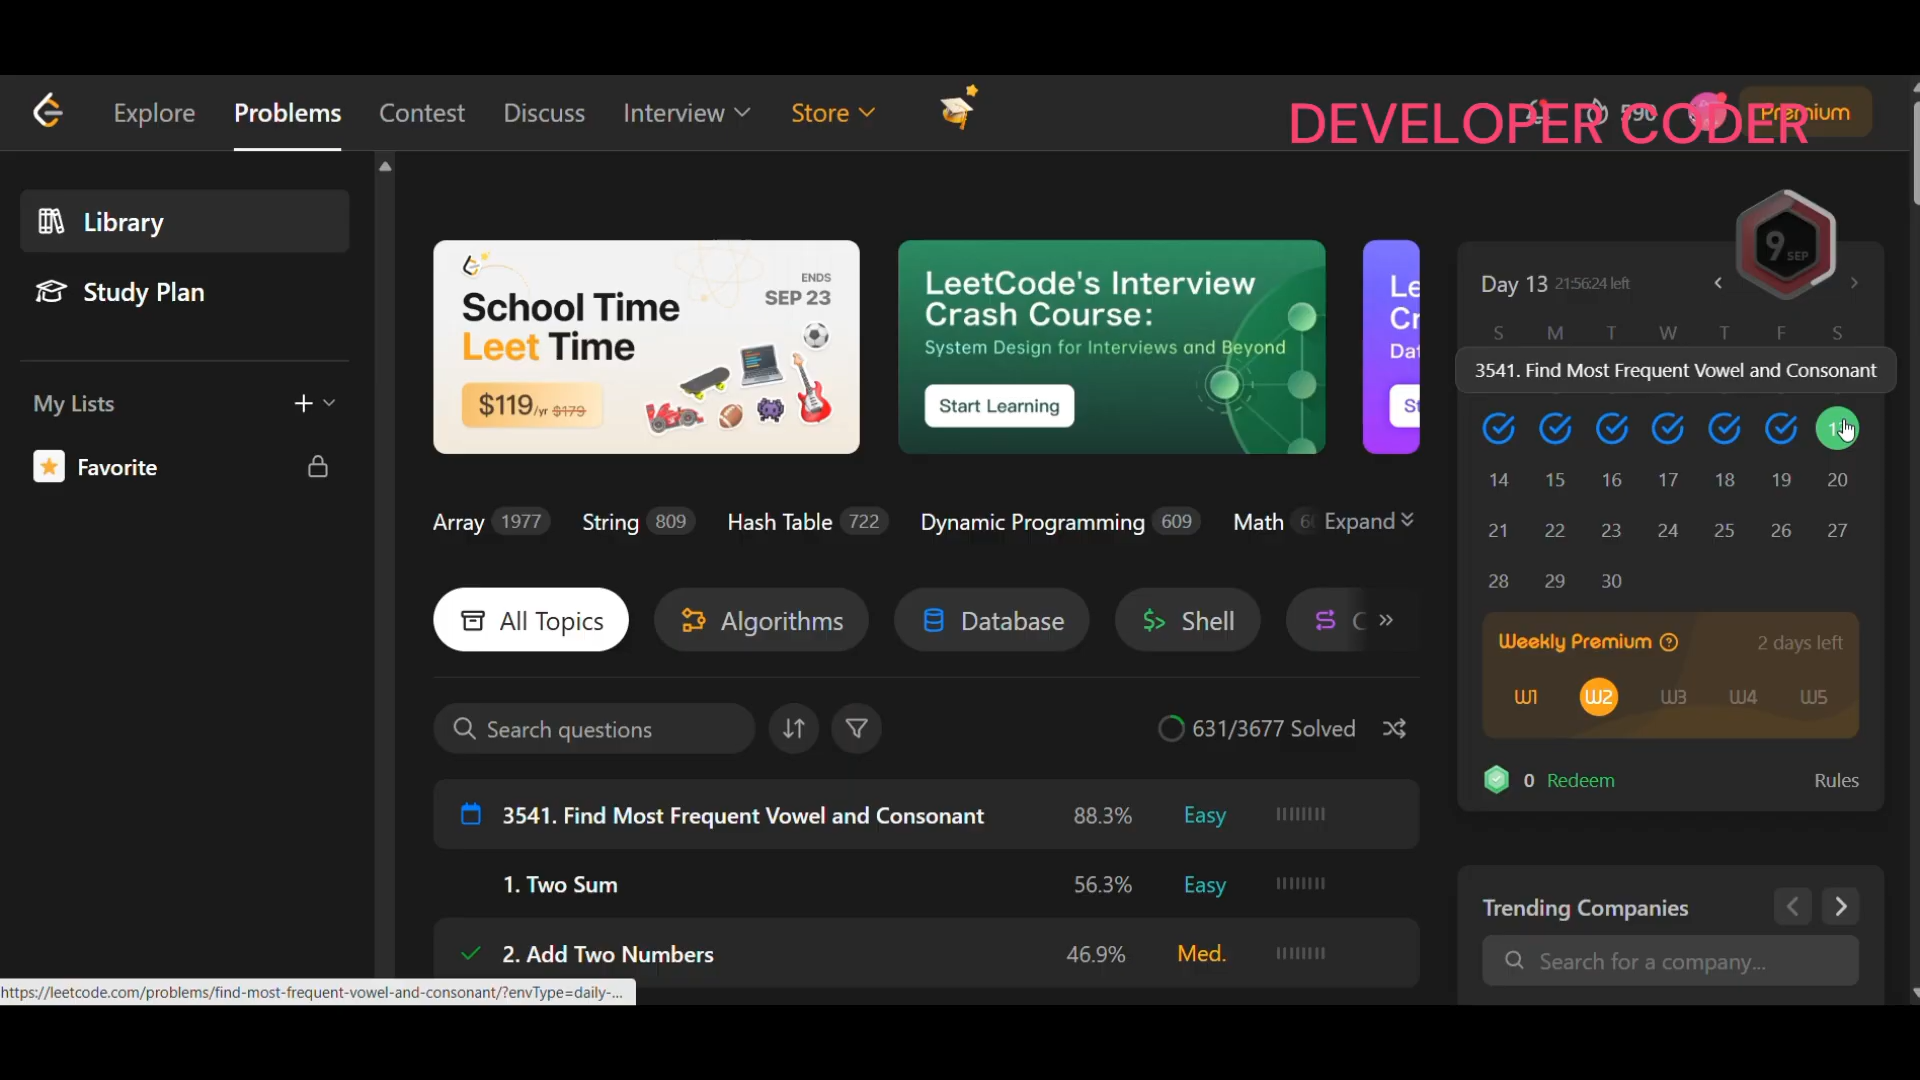 Explore Problems Contest Discuss Interview Store DEVELOPER CODER Premium
Library
Study Plan
My Lists
Favorite
ENDS
SEP 23
School Time
Leet Time
$119/yr $179
LeetCode's Interview
Crash Course:
System Design for Interviews and Beyond
Start Learning
Le
Cr
Dat
St
Array 1977 String 809 Hash Table 722 Dynamic Programming 609 Math Expand
All Topics Algorithms Database Shell C
Search questions
631/3677 Solved
3541. Find Most Frequent Vowel and Consonant 88.3% Easy
1. Two Sum 56.3% Easy
2. Add Two Numbers 46.9% Med.
9 SEP
Day 13 21:56:24 left
S M T W T F S
3541. Find Most Frequent Vowel and Consonant
14 15 16 17 18 19 20
21 22 23 24 25 26 27
28 29 30
Weekly Premium ? 2 days left
W1 W2 W3 W4 W5
0 Redeem Rules
Trending Companies
Search for a company...
https://leetcode.com/problems/find-most-frequent-vowel-and-consonant/?envType=daily-...